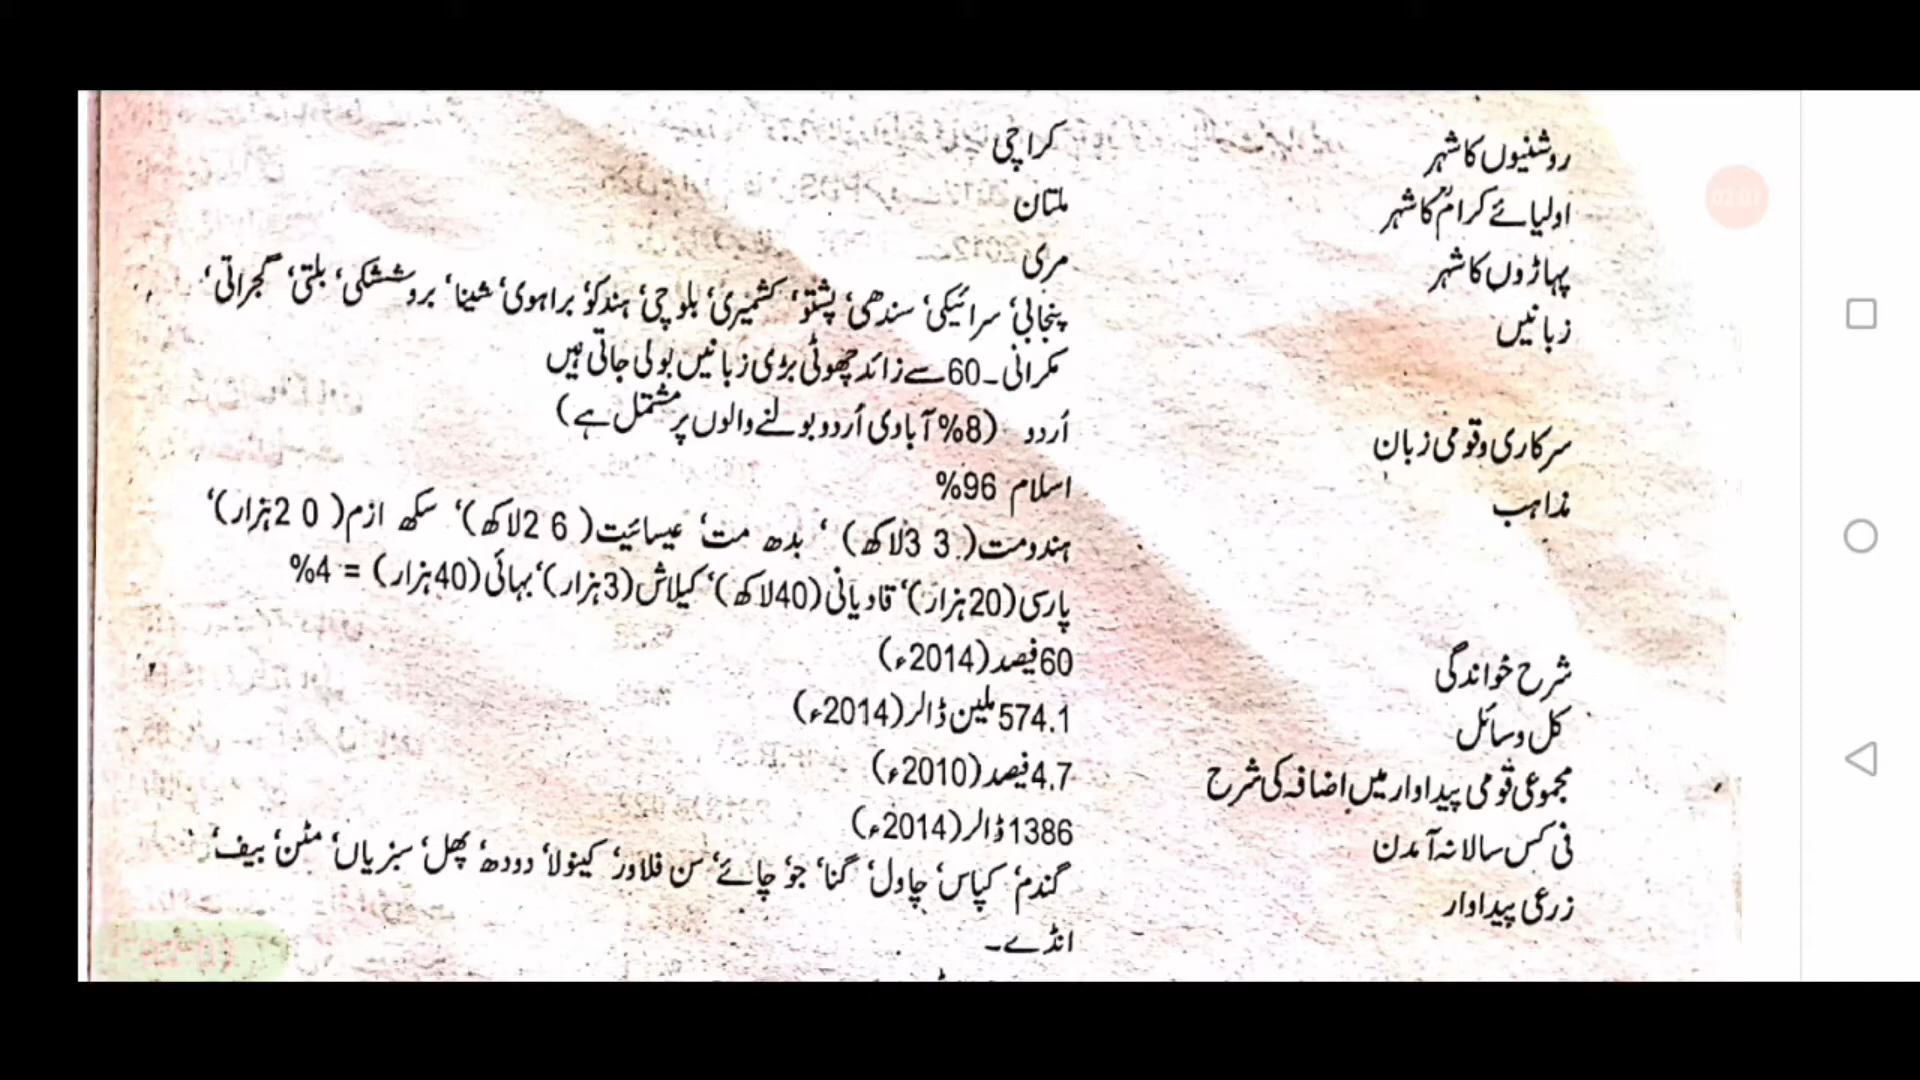 روشنیوں کا شہر کراچی
اولیائے کرامؒ کا شہر ملتان
پہاڑوں کا شہر مری
زبانیں پنجابی‘ سرائیکی‘ سندھی‘ پشتو‘ کشمیری‘ بلوچی‘ ہندکو‘ براہوی‘ شینا‘ بروششکی‘ بلتی‘ گجراتی‘
مکرانی۔ 60 سے زائد چھوٹی بڑی زبانیں بولی جاتی ہیں
سرکاری و قومی زبان اُردو (8% آبادی اُردو بولنے والوں پر مشتمل ہے)
مذاہب اسلام 96%
ہندومت (33 لاکھ)‘ بدھ مت‘ عیسائیت (26 لاکھ)‘ سکھ ازم (20 ہزار)‘
پارسی (20 ہزار)‘ قادیانی (40 لاکھ)‘ کیلاش (3 ہزار)‘ بہائی (40 ہزار) = 4%
شرح خواندگی 60 فیصد (2014ء)
کل وسائل 574.1 ملین ڈالر (2014ء)
مجموعی قومی پیداوار میں اضافہ کی شرح 4.7 فیصد (2010ء)
فی کس سالانہ آمدن 1386 ڈالر (2014ء)
زرعی پیداوار گندم‘ کپاس‘ چاول‘ گنا‘ جو‘ چائے‘ سن فلاور‘ کینولا‘ دودھ‘ پھل‘ سبزیاں‘ مٹن‘ بیف‘
انڈے۔